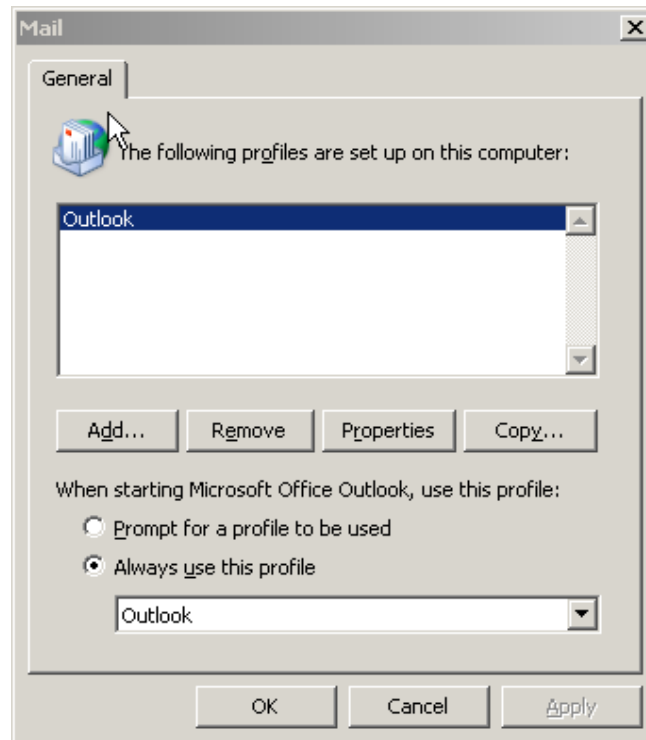 Mail
General
The following profiles are set up on this computer:
Outlook
Add... Remove Properties Copy...
When starting Microsoft Office Outlook, use this profile:
Prompt for a profile to be used
Always use this profile
Outlook
OK Cancel Apply